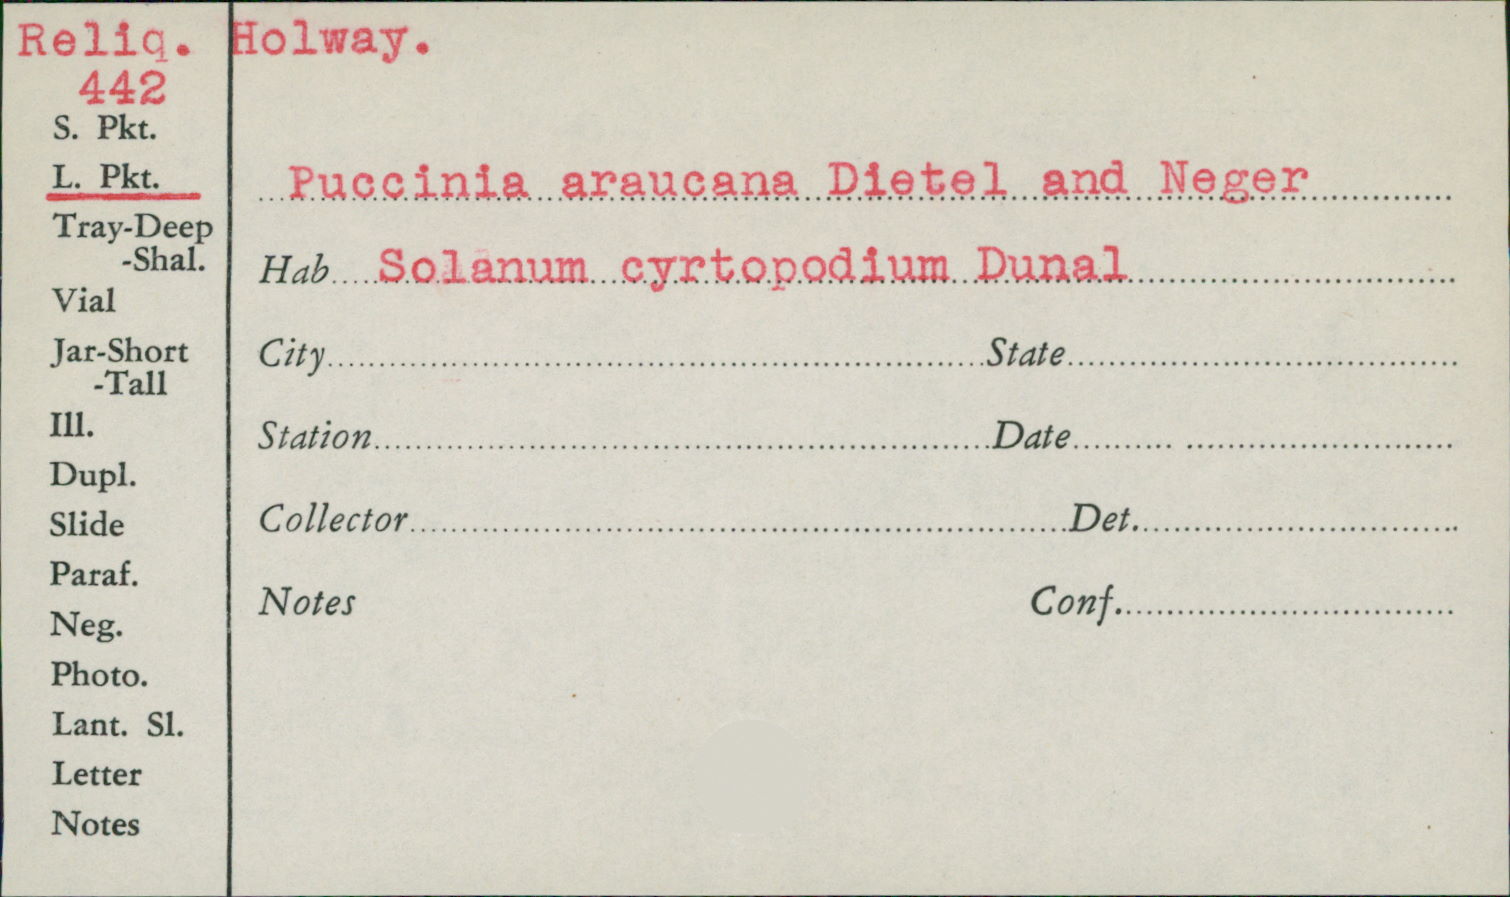 Reliq. Holway.
442
S. Pkt.
L. Pkt.
Tray-Deep
-Shal.
Vial
Jar-Short
-Tall
Ill.
Dupl.
Slide
Paraf.
Neg.
Photo.
Lant. Sl.
Letter
Notes
Puccinia araucana Dietel and Neger
Hab Solanum cyrtopodium Dunal
City State
Station Date
Collector Det.
Notes Conf.